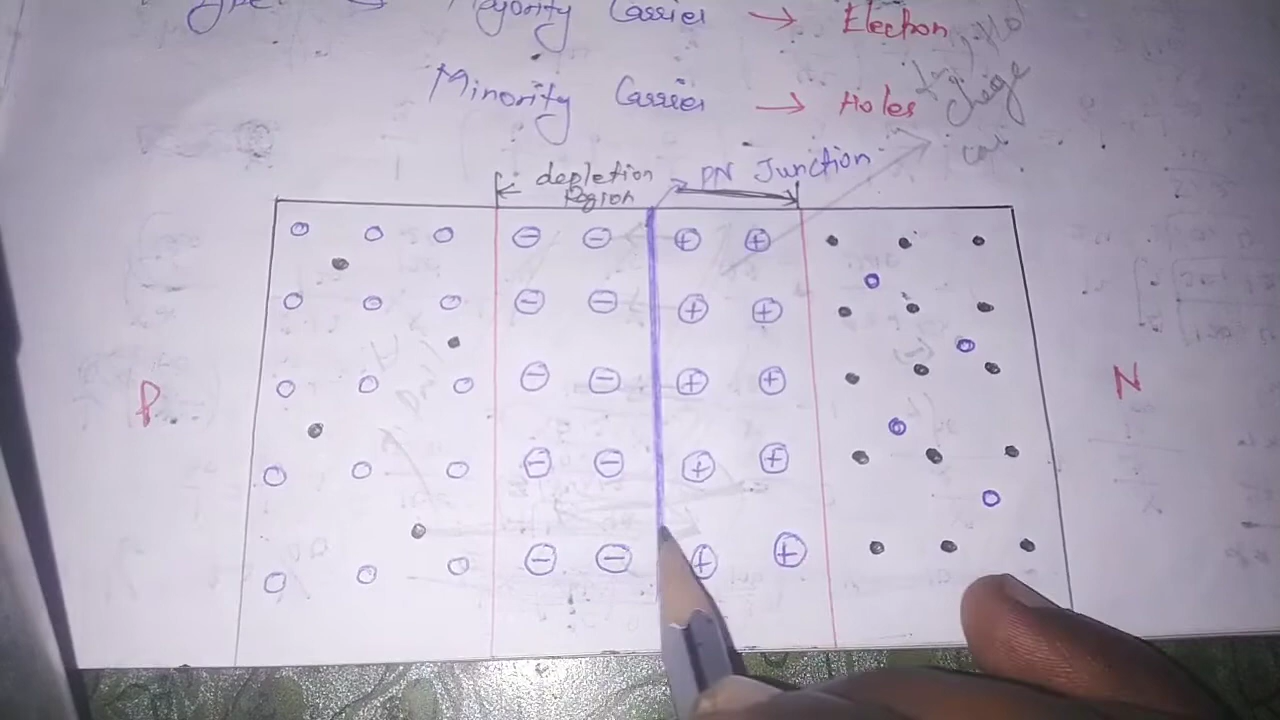 Majority Carrier → Electron
Minority Carrier → Holes
depletion
Region
PN Junction
P
N